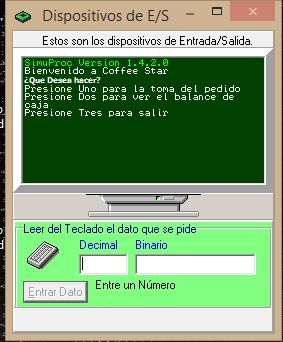 Dispositivos de E/S
Estos son los dispositivos de Entrada/Salida.
SimuProc Version 1.4.2.0
Bienvenido a Coffee Star
¿Que Desea hacer?
Presione Uno para la toma del pedido
Presione Dos para ver el balance de
caja
Presione Tres para salir
Leer del Teclado el dato que se pide
Decimal Binario
Entrar Dato Entre un Número